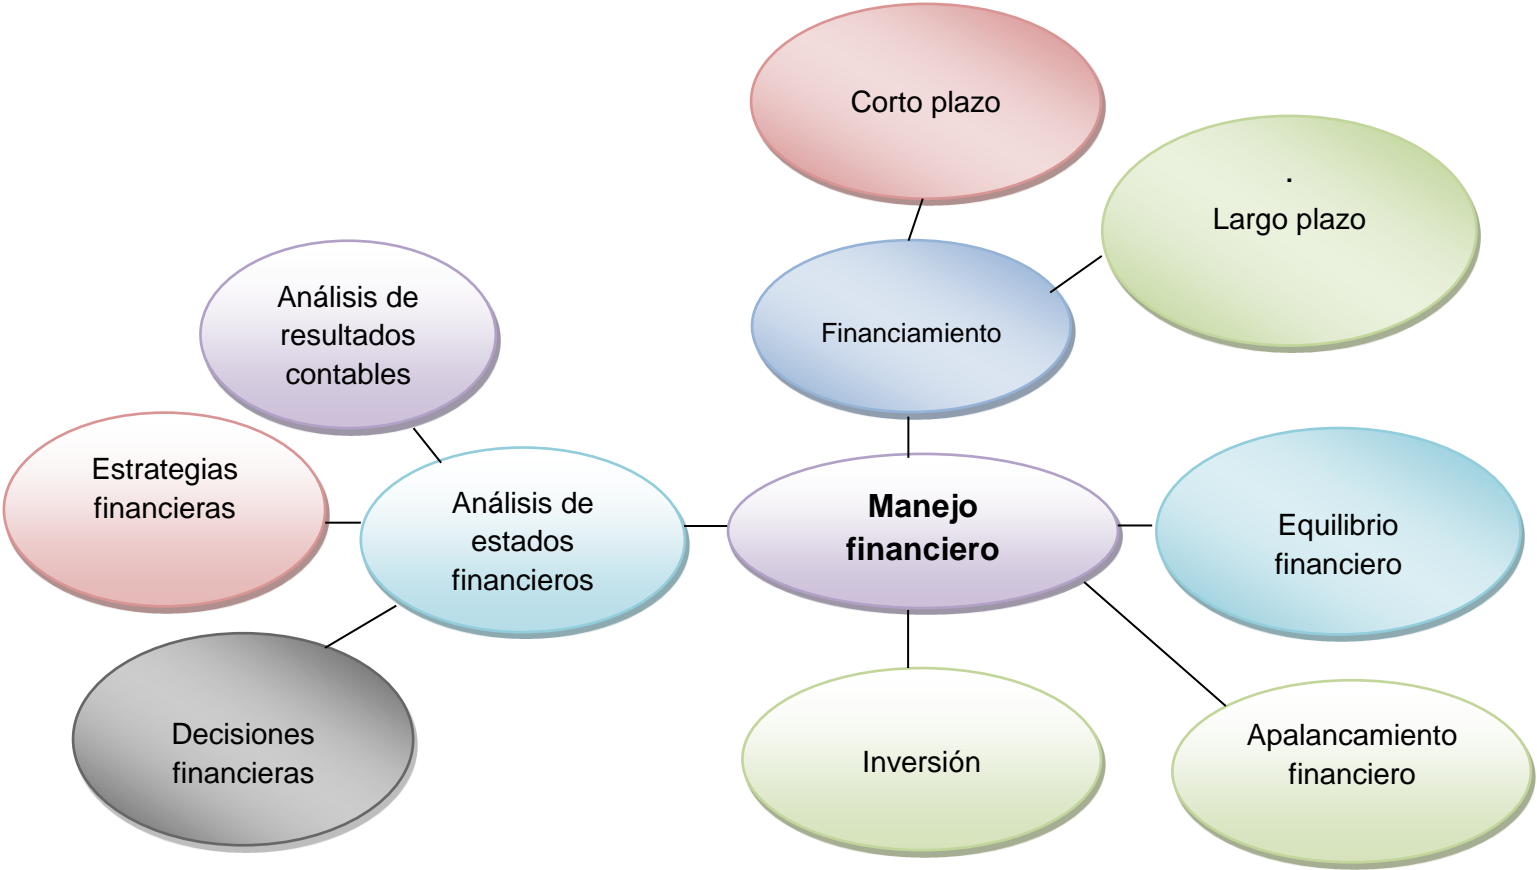 Corto plazo
.
Largo plazo
Análisis de
resultados
contables
Financiamiento
Estrategias
financieras
Análisis de
estados
financieros
Manejo
financiero
Equilibrio
financiero
Decisiones
financieras
Inversión
Apalancamiento
financiero